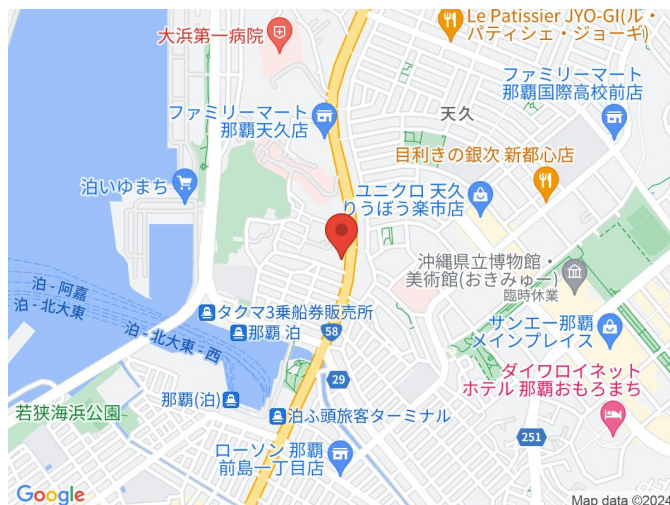 Le Patissier JYO-GI(ル・
パティシェ・ジョーギ)
大浜第一病院
ファミリーマート
那覇国際高校前店
ファミリーマート
那覇天久店
天久
目利きの銀次 新都心店
泊いゆまち
ユニクロ 天久
りうぼう楽市店
沖縄県立博物館・
美術館(おきみゅー)
臨時休業
泊 - 阿嘉
泊 - 北大東
泊 - 北大東 - 西
タクマ3乗船券販売所
那覇 泊
58
サンエー那覇
メインプレイス
29
ダイワロイネット
ホテル 那覇おもろまち
那覇(泊)
若狭海浜公園
泊ふ頭旅客ターミナル
251
ローソン 那覇
前島一丁目店
Google
Map data ©2024